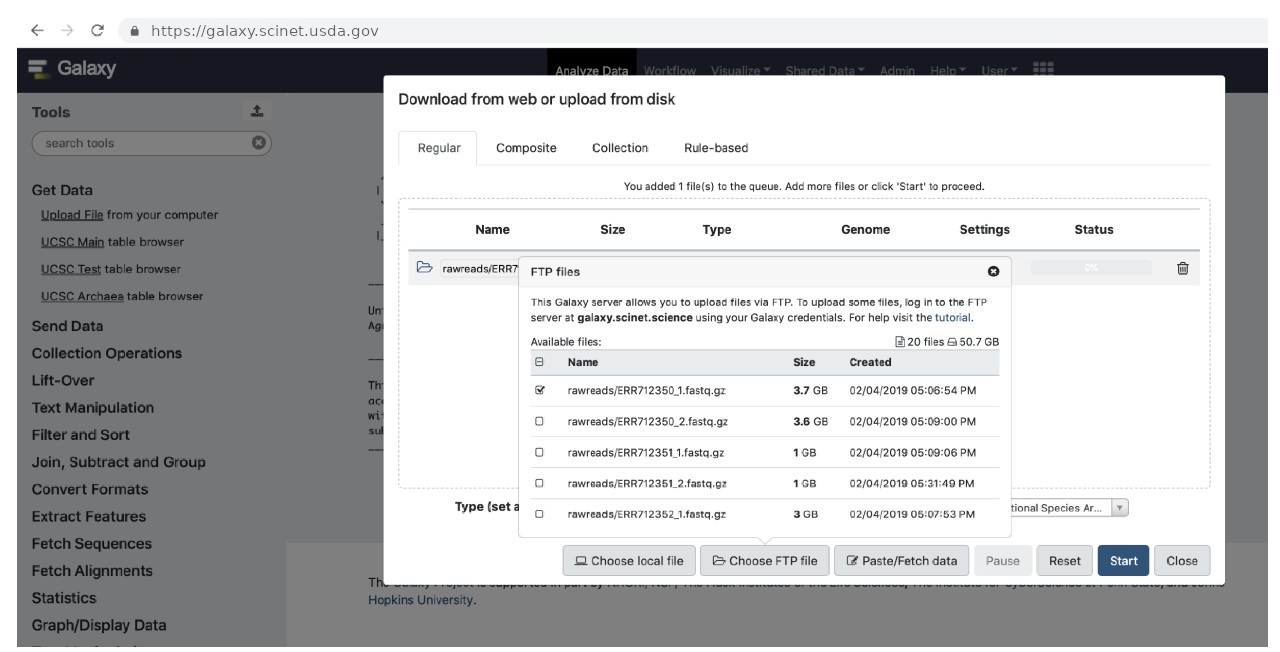 https://galaxy.scinet.usda.gov
Galaxy
Analyze Data Workflow Visualize Shared Data Admin Help User
Tools
search tools
Get Data
Upload File from your computer
UCSC Main table browser
UCSC Test table browser
UCSC Archaea table browser
Send Data
Collection Operations
Lift-Over
Text Manipulation
Filter and Sort
Join, Subtract and Group
Convert Formats
Extract Features
Fetch Sequences
Fetch Alignments
Statistics
Graph/Display Data
Download from web or upload from disk
Regular Composite Collection Rule-based
You added 1 file(s) to the queue. Add more files or click 'Start' to proceed.
Name Size Type Genome Settings Status
rawreads/ERR7 0%
FTP files
This Galaxy server allows you to upload files via FTP. To upload some files, log in to the FTP
server at galaxy.scinet.science using your Galaxy credentials. For help visit the tutorial.
Available files: 20 files 50.7 GB
Name Size Created
rawreads/ERR712350_1.fastq.gz 3.7 GB 02/04/2019 05:06:54 PM
rawreads/ERR712350_2.fastq.gz 3.6 GB 02/04/2019 05:09:00 PM
rawreads/ERR712351_1.fastq.gz 1 GB 02/04/2019 05:09:06 PM
rawreads/ERR712351_2.fastq.gz 1 GB 02/04/2019 05:31:49 PM
rawreads/ERR712352_1.fastq.gz 3 GB 02/04/2019 05:07:53 PM
Type (set a tional Species Ar...
Choose local file Choose FTP file Paste/Fetch data Pause Reset Start Close
Hopkins University.